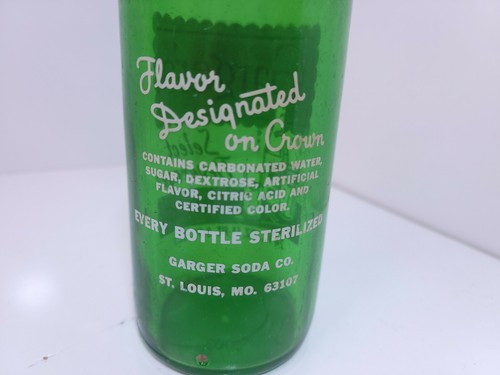 Flavor
Designated
on Crown
CONTAINS CARBONATED WATER,
SUGAR, DEXTROSE, ARTIFICIAL
FLAVOR, CITRIC ACID AND
CERTIFIED COLOR.
EVERY BOTTLE STERILIZED
GARGER SODA CO.
ST. LOUIS, MO. 63107